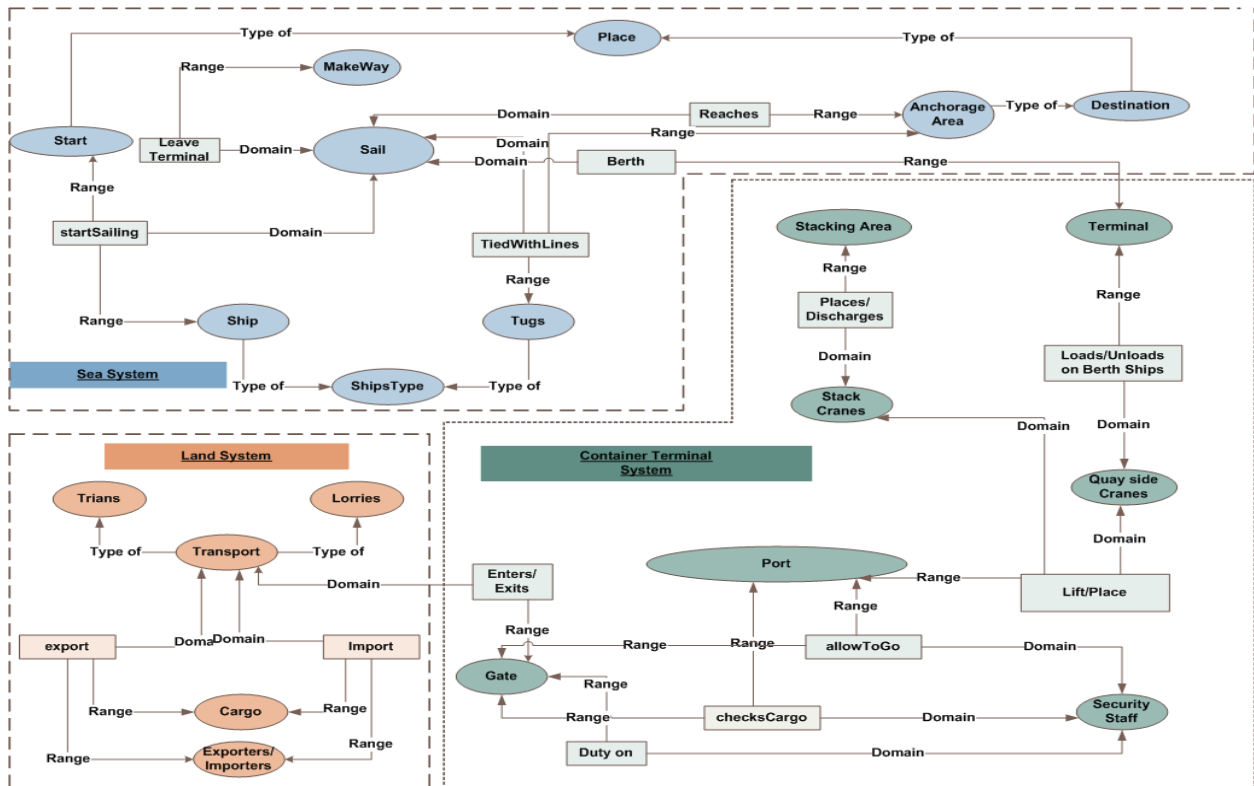 Type of
Place
Type of
Range
MakeWay
Domain
Reaches
Range
Anchorage
Area
Type of
Destination
Start
Leave
Terminal
Domain
Sail
Domain
Range
Domain
Berth
Range
Range
startSailing
Domain
TiedWithLines
Stacking Area
Terminal
Range
Range
Range
Places/
Discharges
Range
Ship
Tugs
Domain
Loads/Unloads
on Berth Ships
Sea System
Type of
ShipsType
Type of
Stack
Cranes
Domain
Domain
Land System
Container Terminal
System
Trians
Lorries
Quay side
Cranes
Type of
Transport
Type of
Domain
Domain
Enters/
Exits
Port
Range
Lift/Place
Range
Range
export
Doma
Domain
Import
Range
Range
allowToGo
Domain
Gate
Range
Range
Cargo
Range
Range
checksCargo
Domain
Security
Staff
Range
Range
Exporters/
Importers
Duty on
Domain